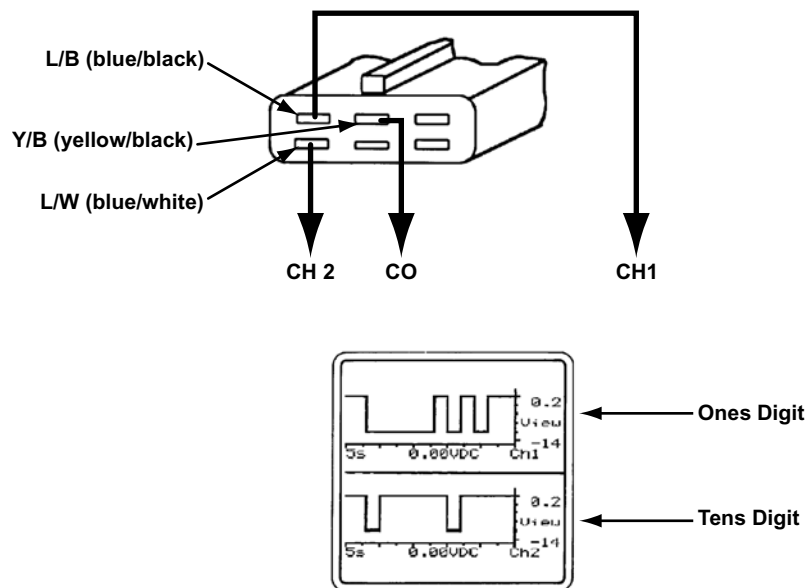 L/B (blue/black)
Y/B (yellow/black)
L/W (blue/white)
CH 2
CO
CH1
0.2
View
-14
5s 0.00VDC Ch1
Ones Digit
0.2
View
-14
5s 0.00VDC Ch2
Tens Digit